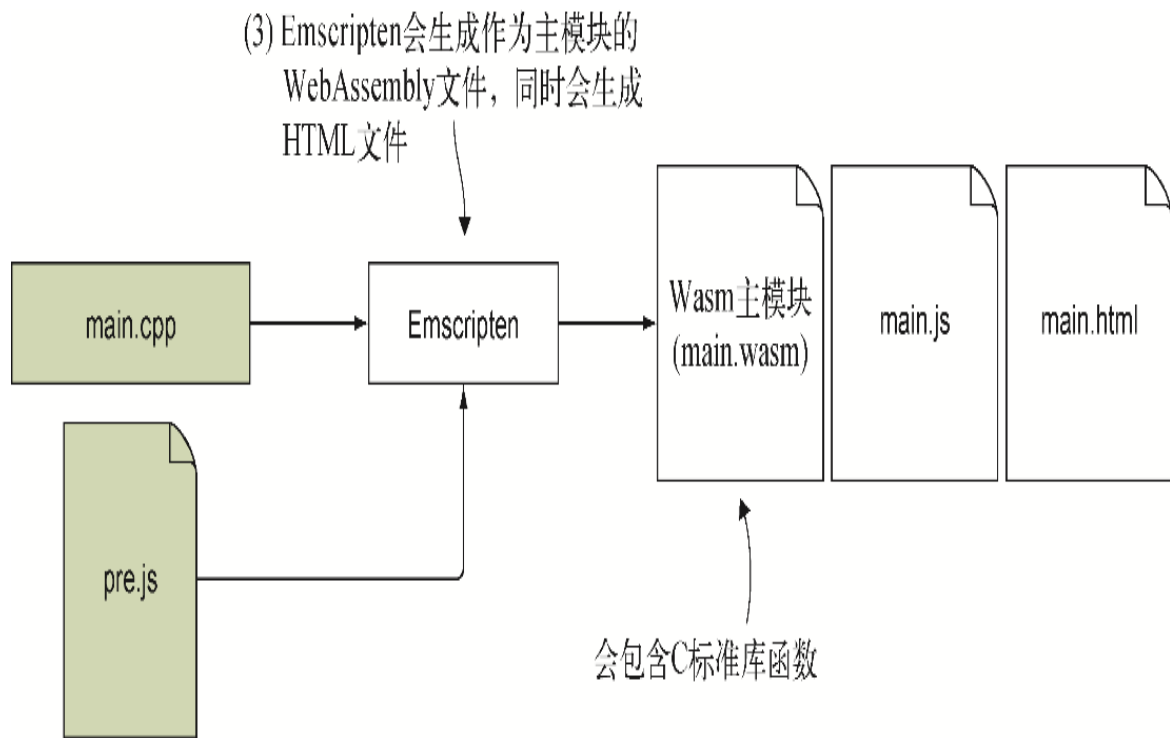 (3) Emscripten会生成作为主模块的
WebAssembly文件，同时会生成
HTML文件
main.cpp
Emscripten
Wasm主模块
(main.wasm)
main.js
main.html
pre.js
会包含C标准库函数